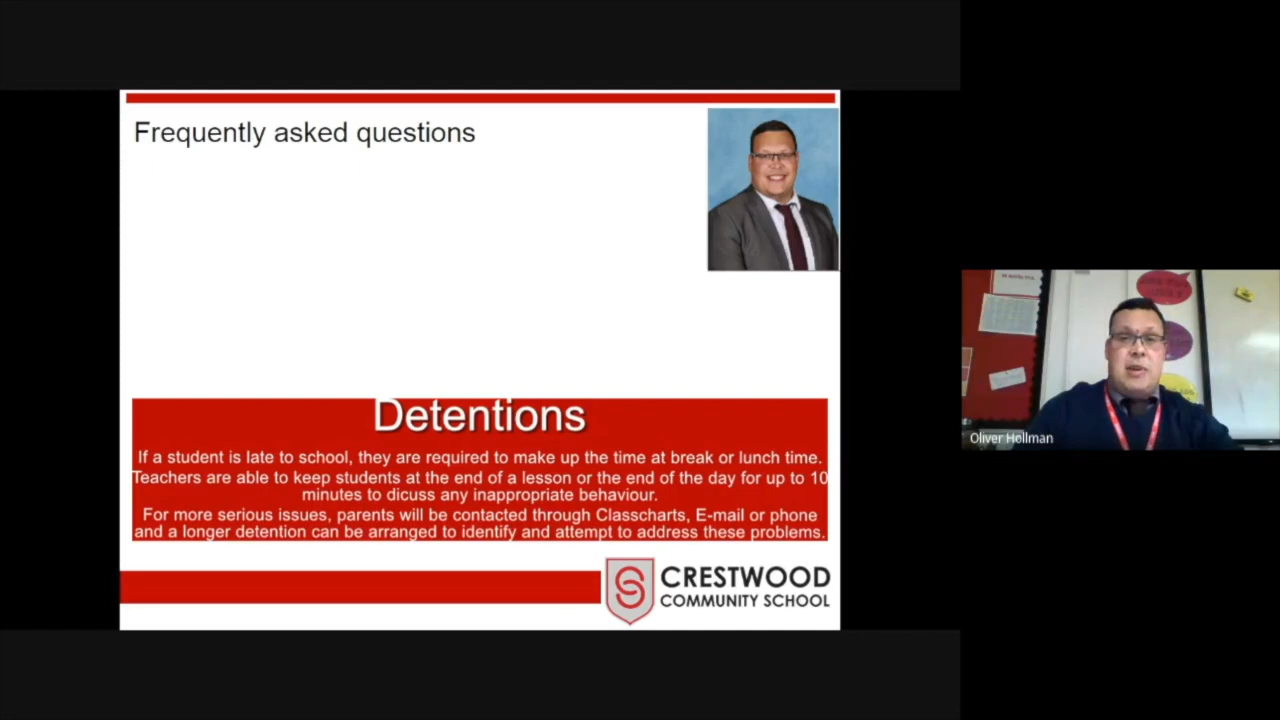 Frequently asked questions
Detentions
If a student is late to school, they are required to make up the time at break or lunch time.
Teachers are able to keep students at the end of a lesson or the end of the day for up to 10
minutes to dicuss any inappropriate behaviour.
For more serious issues, parents will be contacted through Classcharts, E-mail or phone
and a longer detention can be arranged to identify and attempt to address these problems.
CRESTWOOD
COMMUNITY SCHOOL
Oliver Hollman